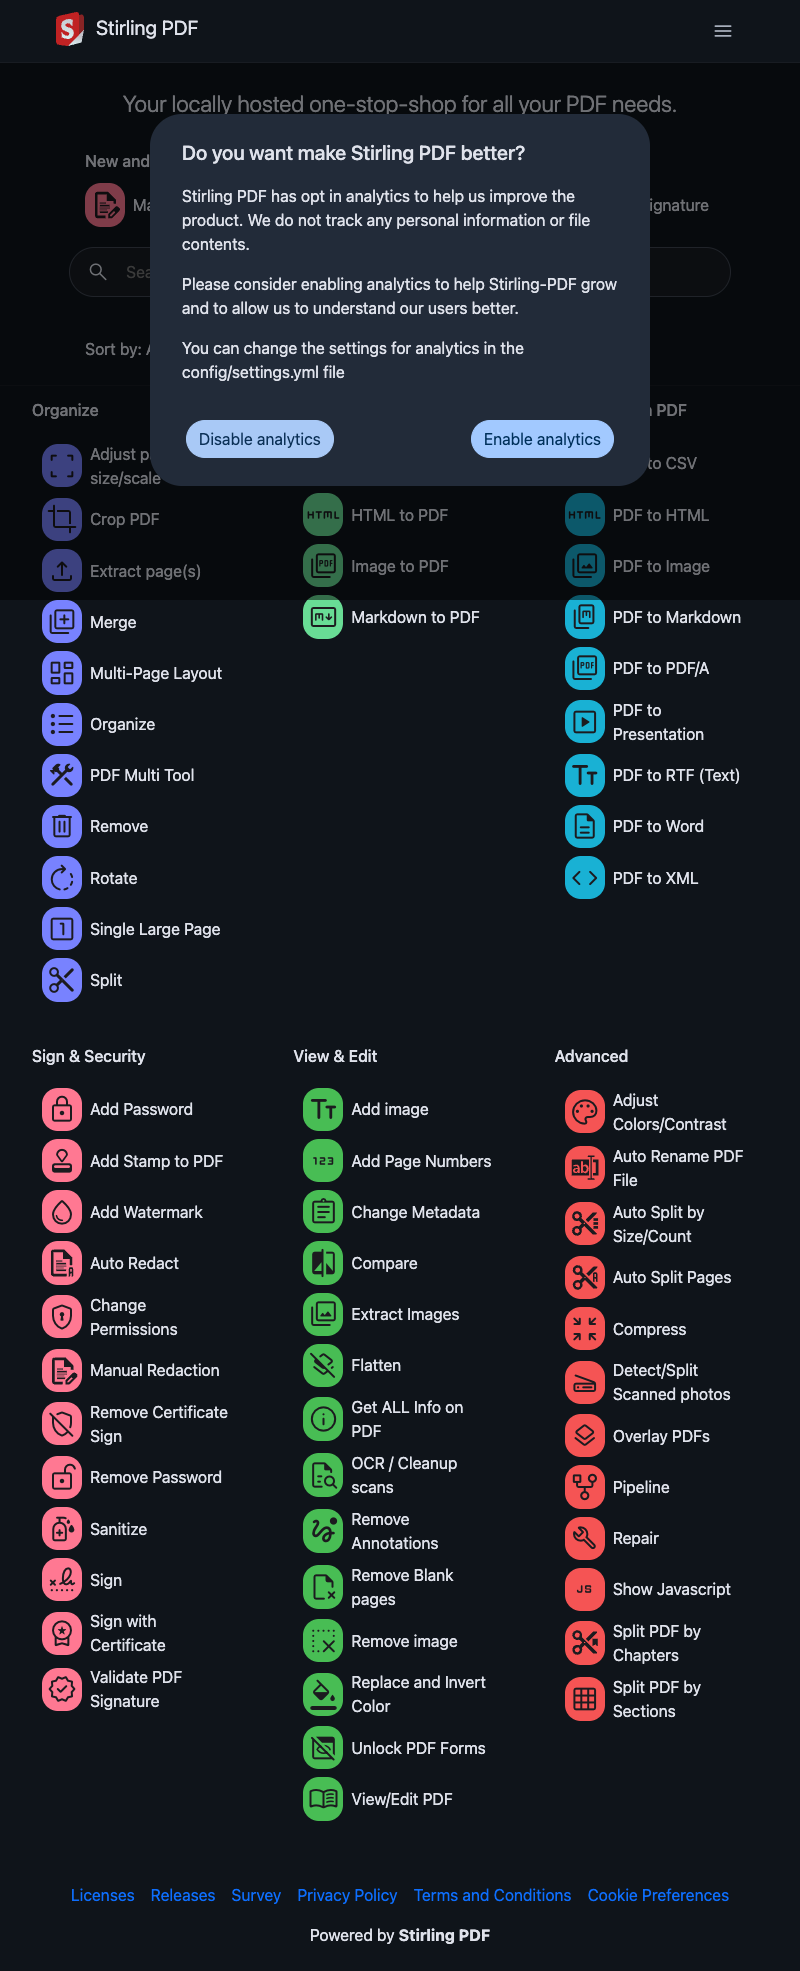 Stirling PDF
Your locally hosted one-stop-shop for all your PDF needs.
New and
ignature
Do you want make Stirling PDF better?
Stirling PDF has opt in analytics to help us improve the
product. We do not track any personal information or file
contents.
Please consider enabling analytics to help Stirling-PDF grow
and to allow us to understand our users better.
You can change the settings for analytics in the
config/settings.yml file
Disable analytics
Enable analytics
Sort by:
Organize
Adjust
size/scale
Crop PDF
Extract page(s)
Merge
Multi-Page Layout
Organize
PDF Multi Tool
Remove
Rotate
1 Single Large Page
Split
HTML HTML to PDF
PDF Image to PDF
M Markdown to PDF
PDF
to CSV
HTML PDF to HTML
PDF to Image
M PDF to Markdown
PDF PDF to PDF/A
PDF to
Presentation
Tт PDF to RTF (Text)
PDF to Word
PDF to XML
Sign & Security
Add Password
Add Stamp to PDF
Add Watermark
Auto Redact
Change
Permissions
Manual Redaction
Remove Certificate
Sign
Remove Password
Sanitize
Sign
Sign with
Certificate
Validate PDF
Signature
View & Edit
Tт Add image
123 Add Page Numbers
Change Metadata
Compare
Extract Images
Flatten
Get ALL Info on
PDF
OCR / Cleanup
scans
Remove
Annotations
Remove Blank
pages
Remove image
Replace and Invert
Color
Unlock PDF Forms
View/Edit PDF
Advanced
Adjust
Colors/Contrast
Auto Rename PDF
File
Auto Split by
Size/Count
Auto Split Pages
Compress
Detect/Split
Scanned photos
Overlay PDFs
Pipeline
Repair
JS Show Javascript
Split PDF by
Chapters
Split PDF by
Sections
Licenses Releases Survey Privacy Policy Terms and Conditions Cookie Preferences
Powered by Stirling PDF